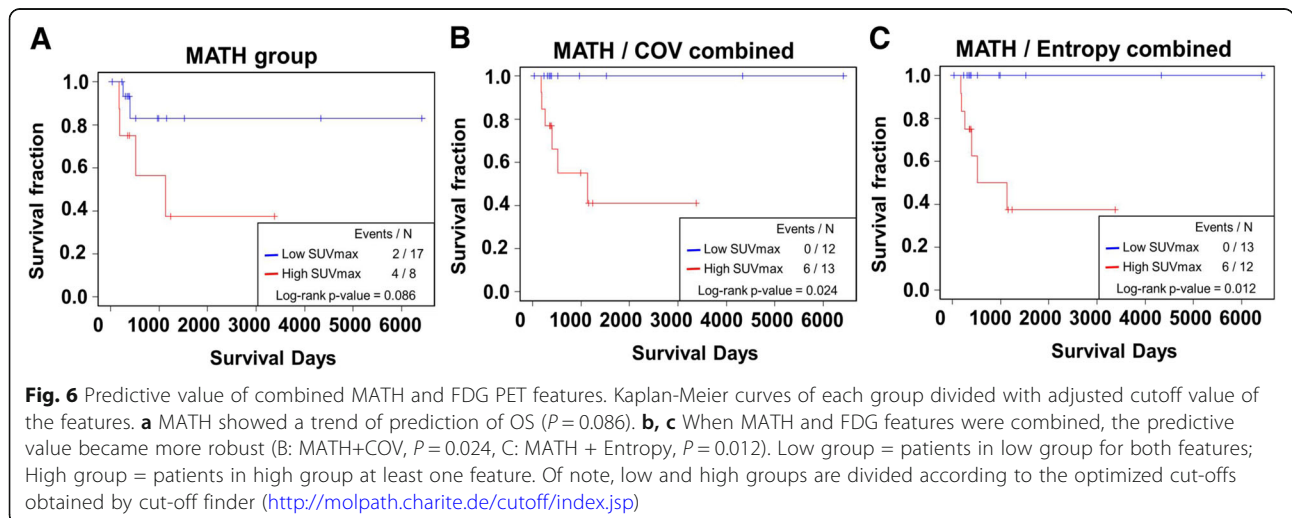 A
MATH group
Survival fraction
1.0
0.8
0.6
0.4
0.2
0.0
Events / N
Low SUVmax 2 / 17
High SUVmax 4 / 8
Log-rank p-value = 0.086
0 1000 2000 3000 4000 5000 6000
Survival Days
B
MATH / COV combined
Survival fraction
1.0
0.8
0.6
0.4
0.2
0.0
Events / N
Low SUVmax 0 / 12
High SUVmax 6 / 13
Log-rank p-value = 0.024
0 1000 2000 3000 4000 5000 6000
Survival Days
C
MATH / Entropy combined
Survival fraction
1.0
0.8
0.6
0.4
0.2
0.0
Events / N
Low SUVmax 0 / 13
High SUVmax 6 / 12
Log-rank p-value = 0.012
0 1000 2000 3000 4000 5000 6000
Survival Days
Fig. 6 Predictive value of combined MATH and FDG PET features. Kaplan-Meier curves of each group divided with adjusted cutoff value of
the features. a MATH showed a trend of prediction of OS (P = 0.086). b, c When MATH and FDG features were combined, the predictive
value became more robust (B: MATH+COV, P = 0.024, C: MATH + Entropy, P = 0.012). Low group = patients in low group for both features;
High group = patients in high group at least one feature. Of note, low and high groups are divided according to the optimized cut-offs
obtained by cut-off finder (http://molpath.charite.de/cutoff/index.jsp)